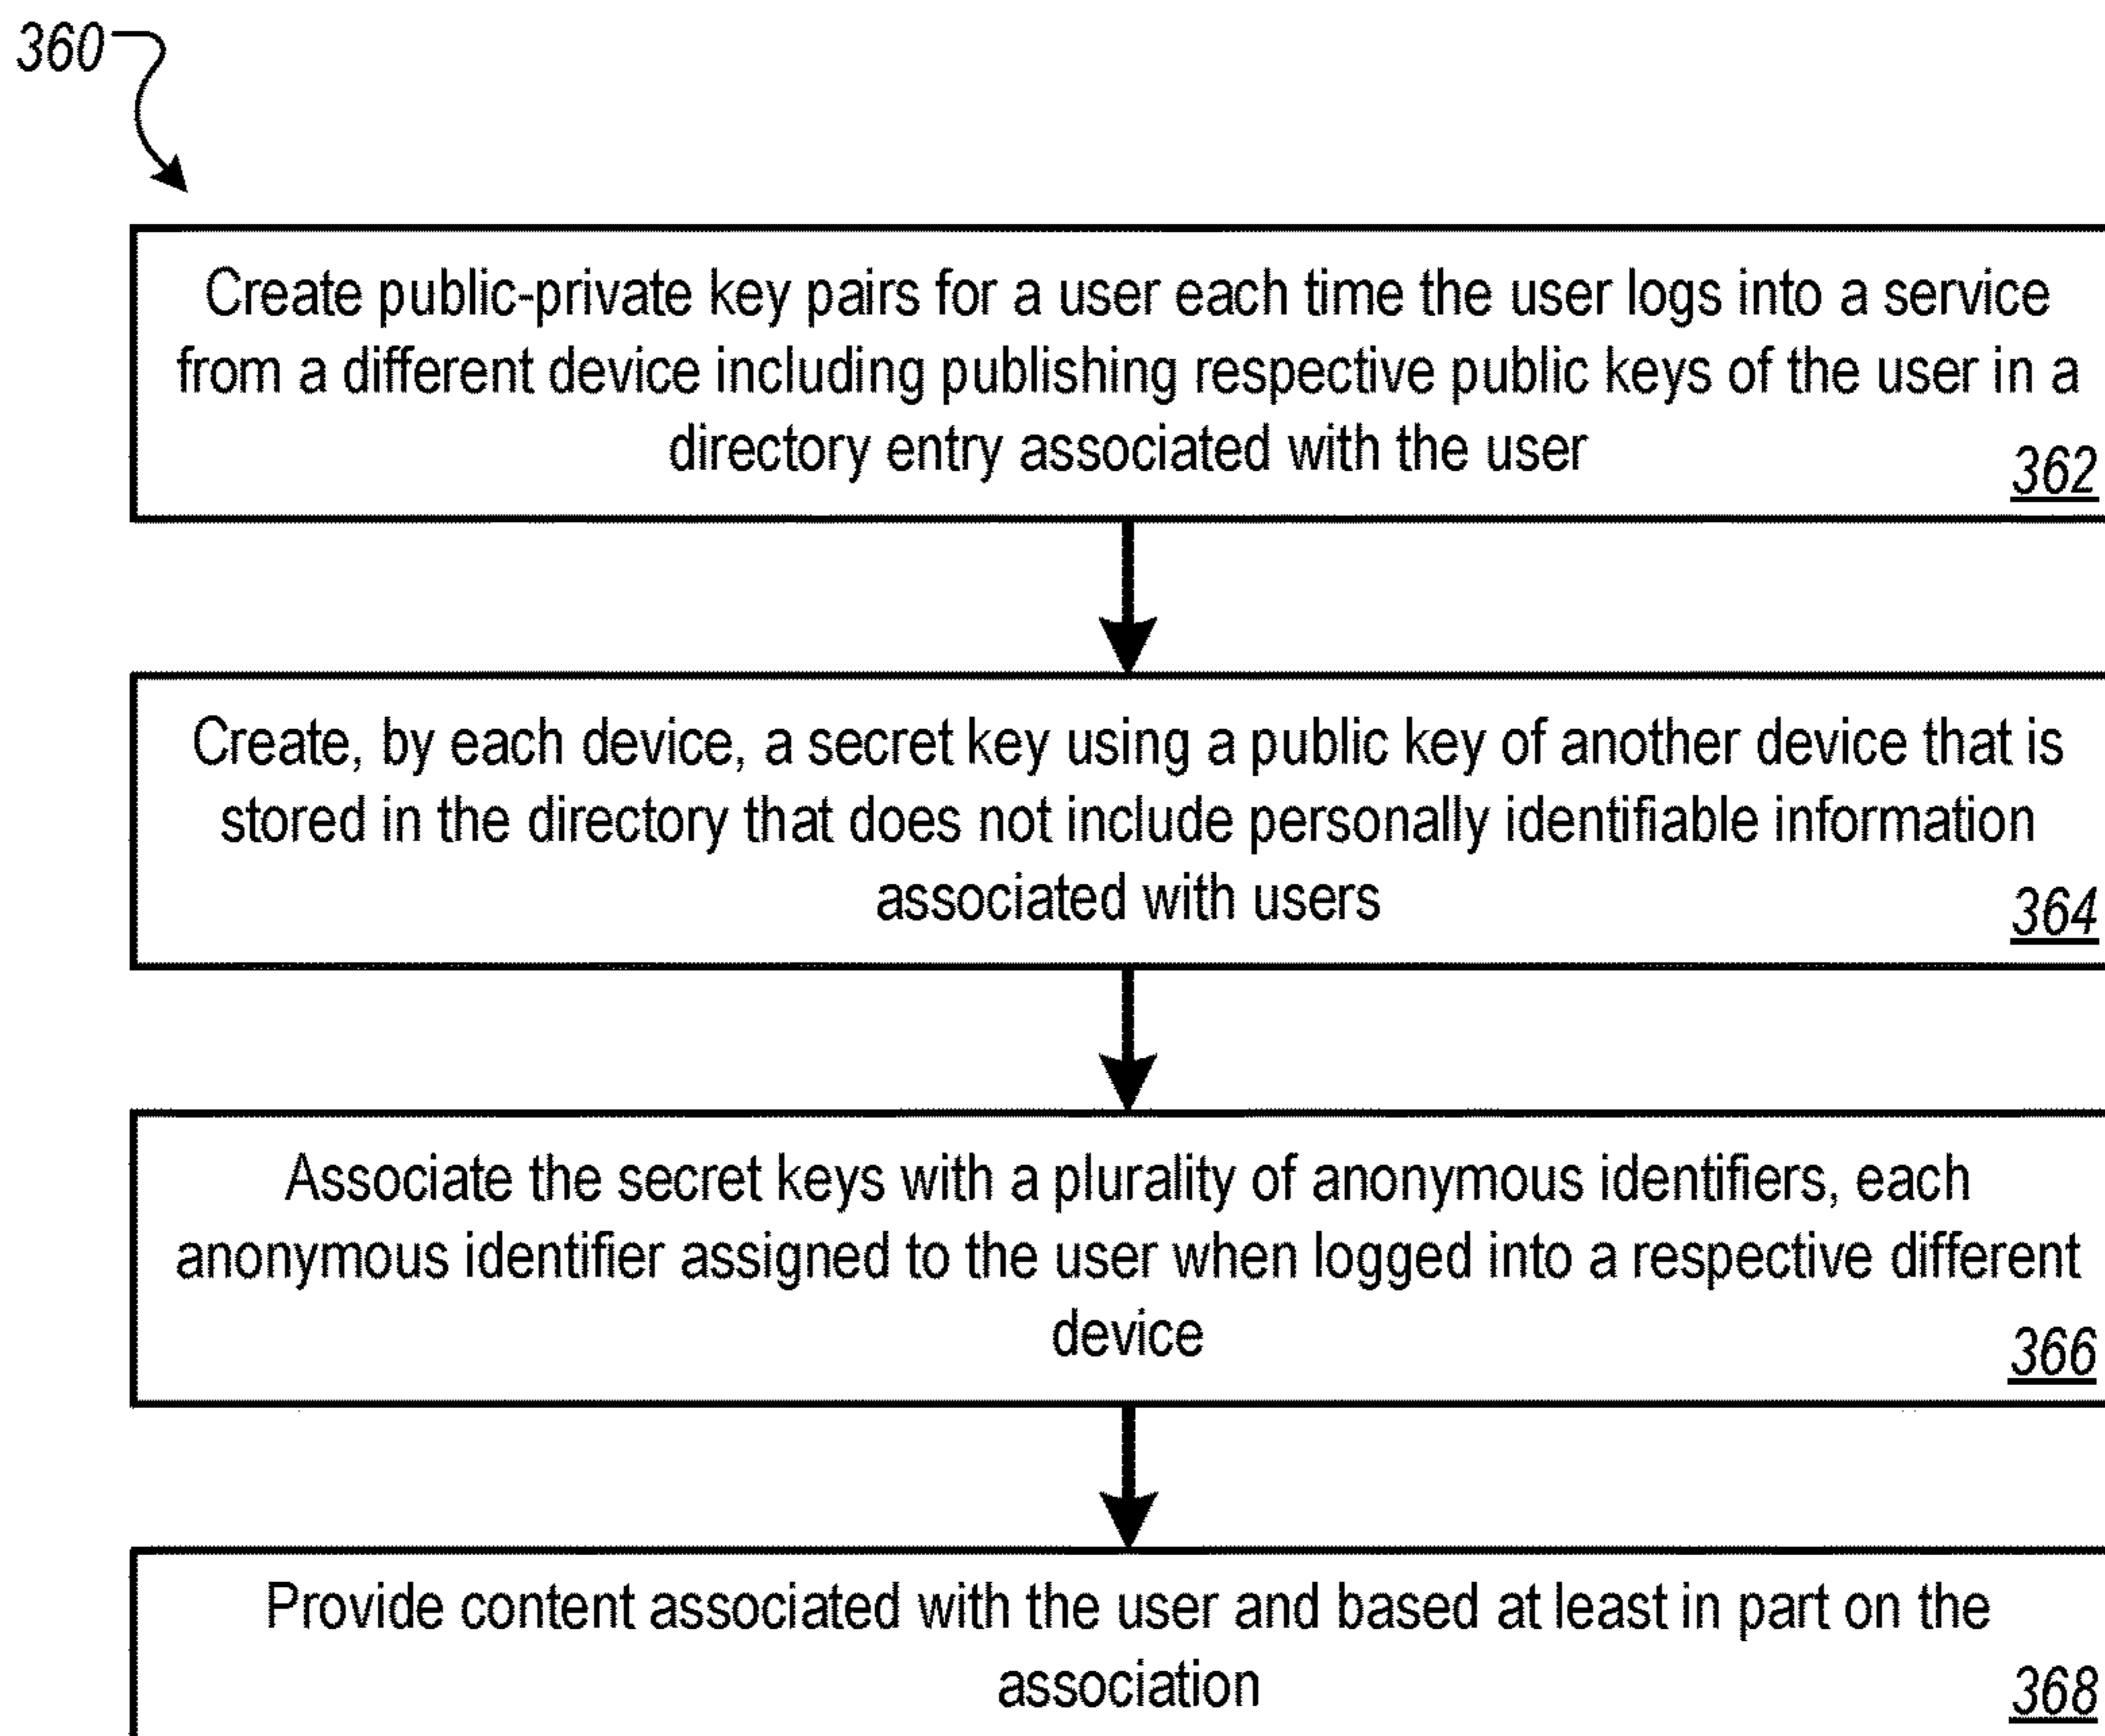 360
Create public-private key pairs for a user each time the user logs into a service
from a different device including publishing respective public keys of the user in a
directory entry associated with the user
362
Create, by each device, a secret key using a public key of another device that is
stored in the directory that does not include personally identifiable information
associated with users
364
Associate the secret keys with a plurality of anonymous identifiers, each
anonymous identifier assigned to the user when logged into a respective different
device
366
Provide content associated with the user and based at least in part on the
association
368